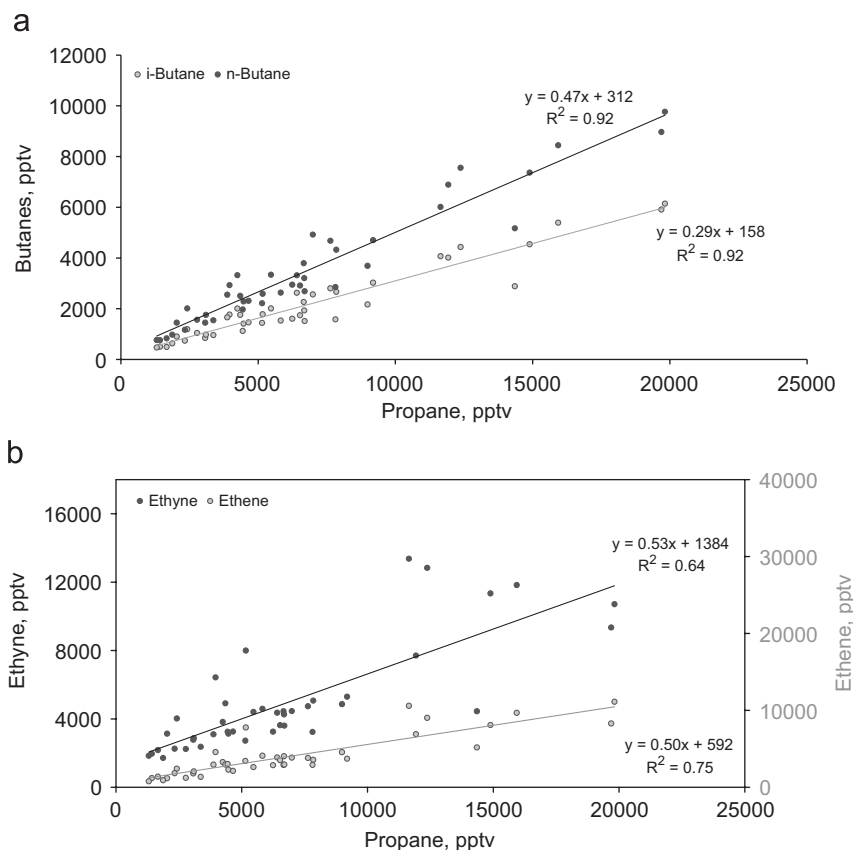 a
12000
10000
8000
6000
4000
2000
0
Butanes, pptv
i-Butane n-Butane
y = 0.47x + 312
R2 = 0.92
y = 0.29x + 158
R2 = 0.92
0 5000 10000 15000 20000 25000
Propane, pptv
b
16000
12000
8000
4000
0
Ethyne, pptv
Ethyne Ethene
y = 0.53x + 1384
R2 = 0.64
y = 0.50x + 592
R2 = 0.75
40000
30000
20000
10000
0
Ethene, pptv
0 5000 10000 15000 20000 25000
Propane, pptv